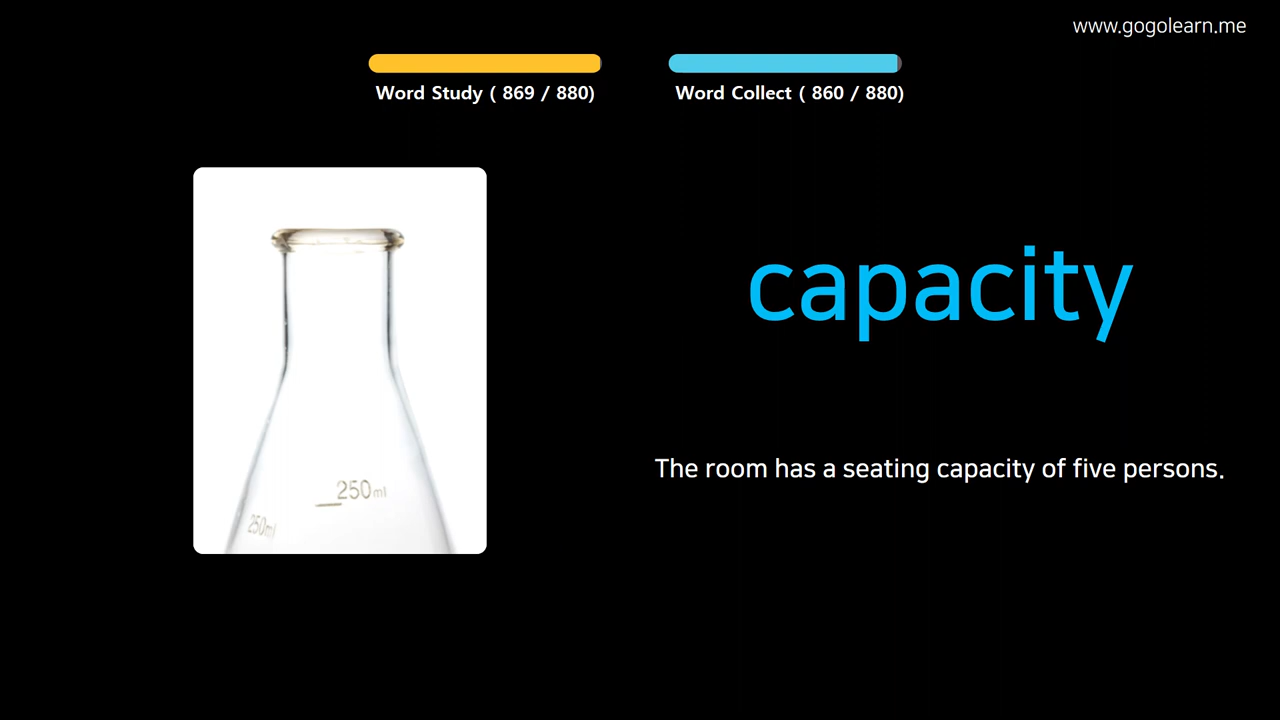 www.gogolearn.me
Word Study ( 869 / 880)
Word Collect ( 860 / 880)
capacity
The room has a seating capacity of five persons.
250ml
250ml